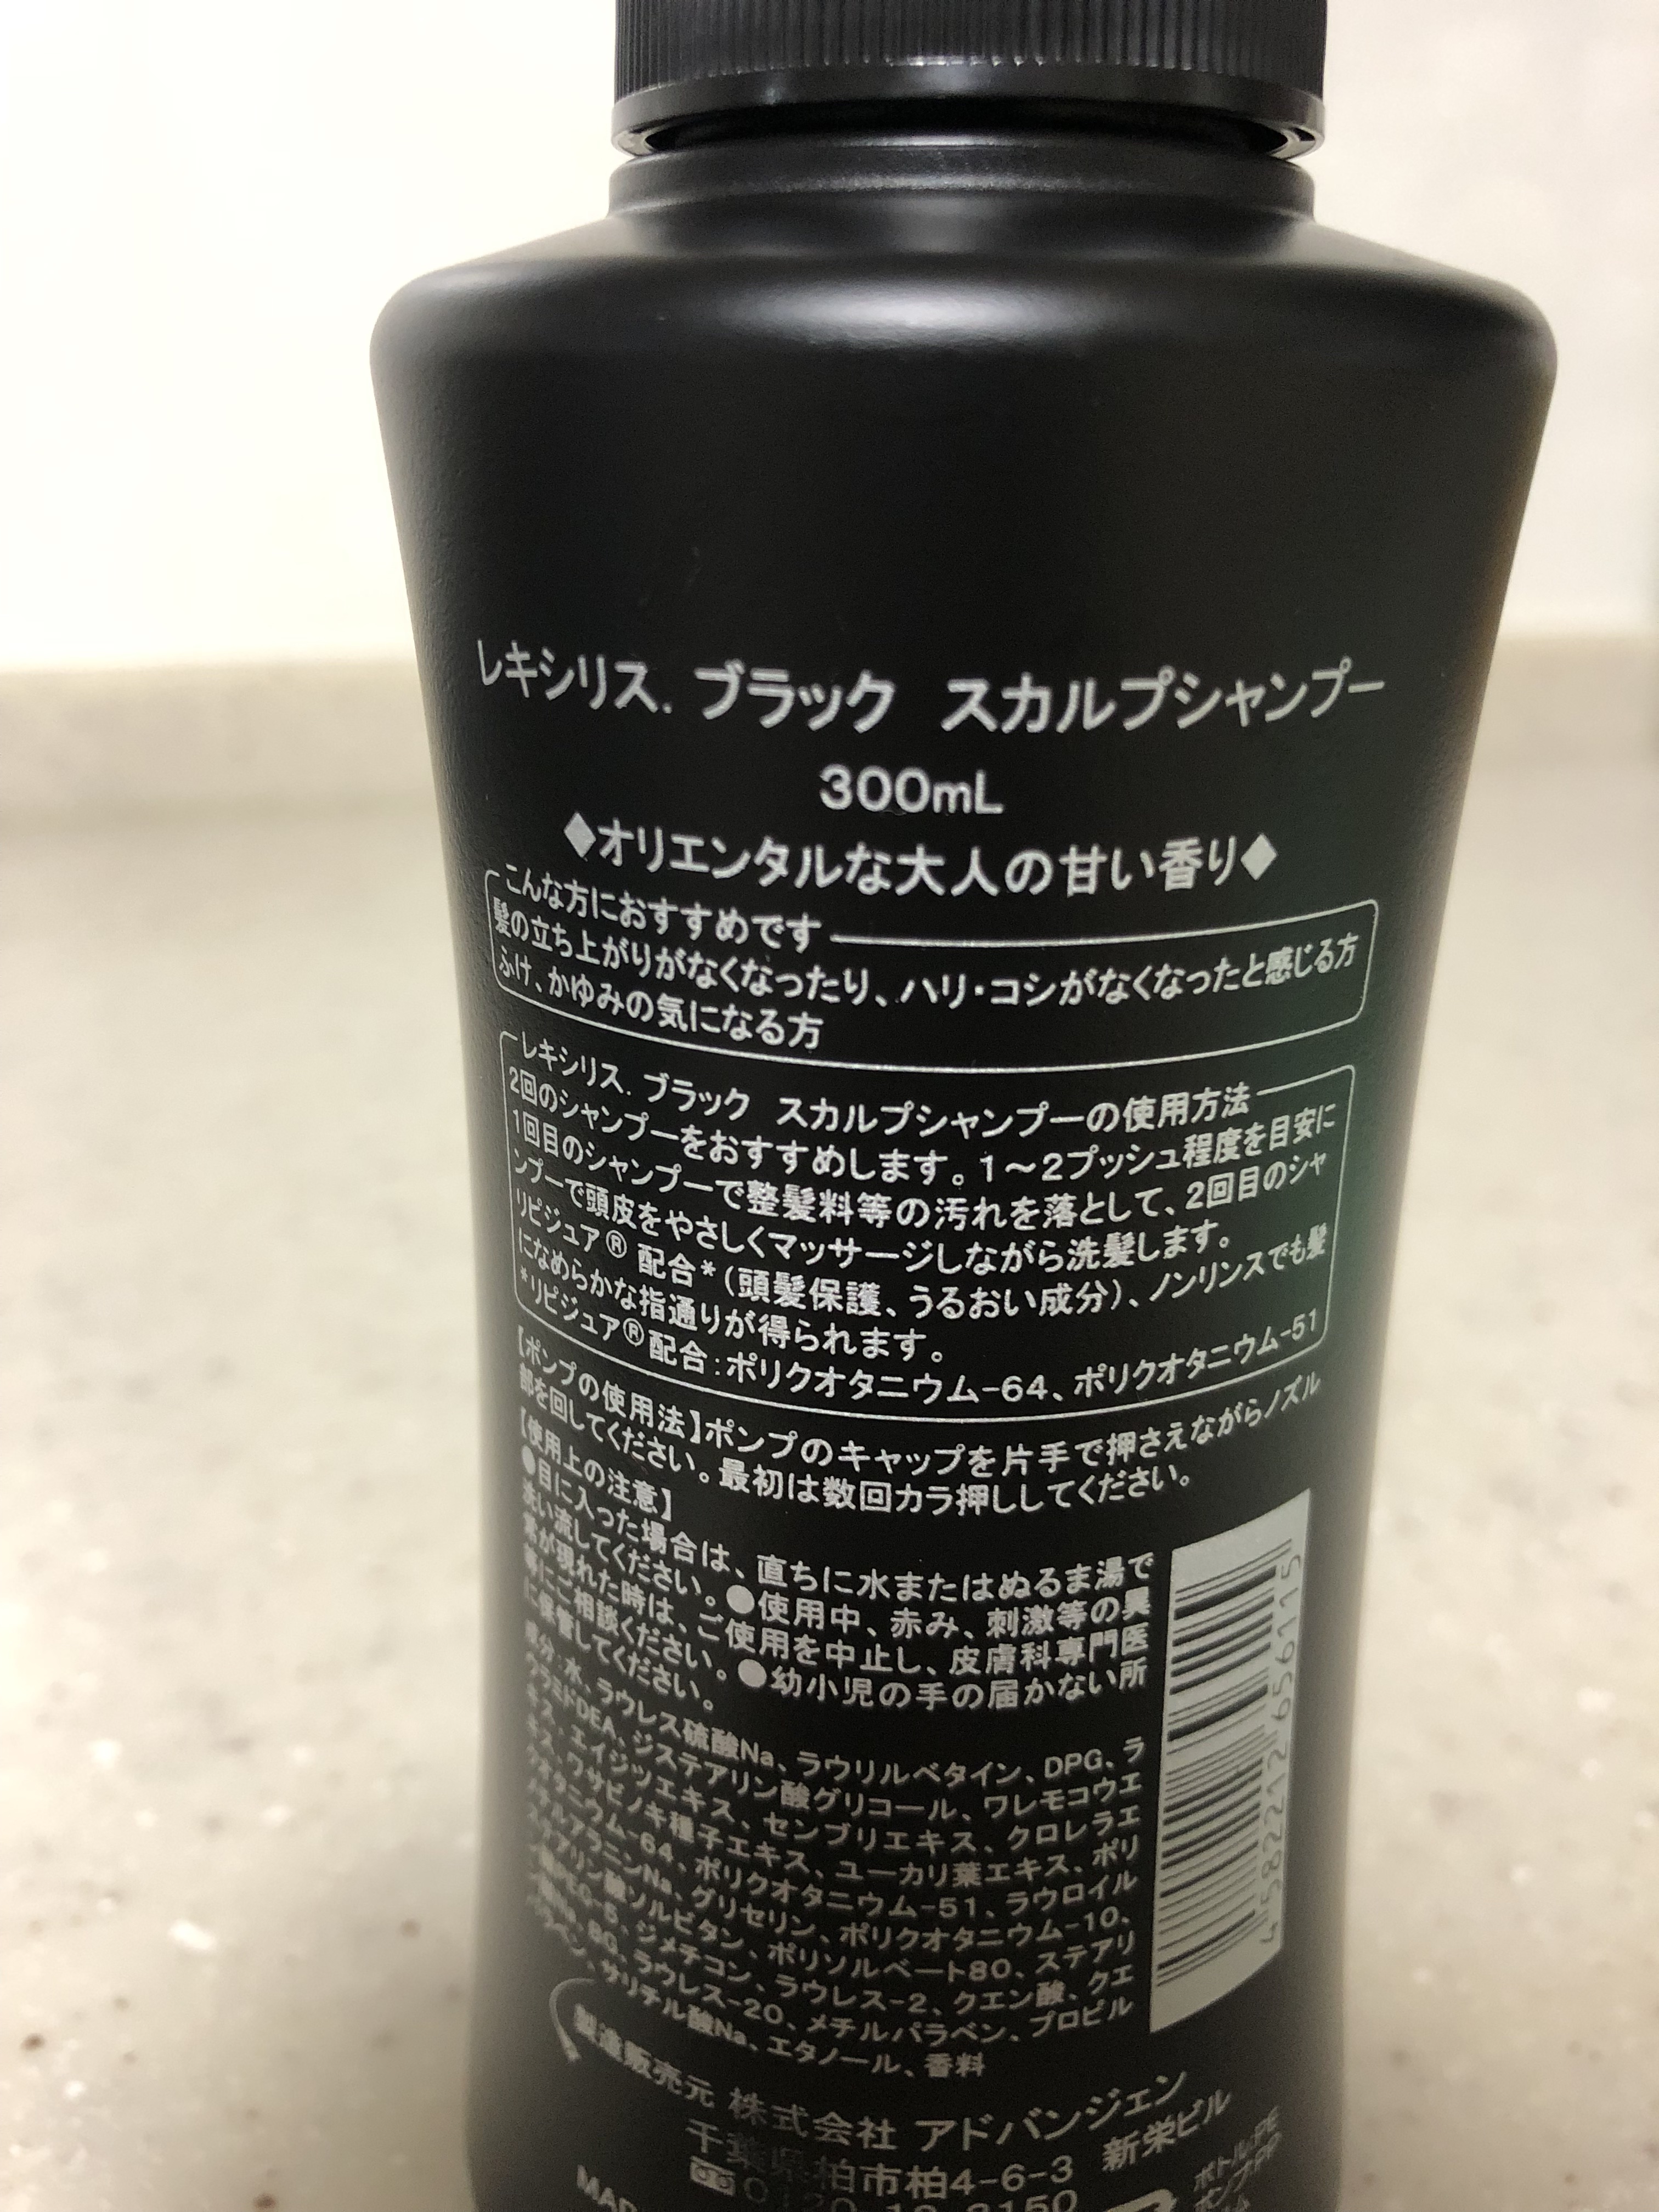 レキシリス. ブラック スカルプシャンプー
300mL
◆オリエンタルな大人の甘い香り◆
こんな方におすすめです
髪の立ち上がりがなくなったり、ハリ・コシがなくなったと感じる方
ふけ、かゆみの気になる方
レキシリス. ブラック スカルプシャンプーの使用方法
2回のシャンプーをおすすめします。1〜2プッシュ程度を目安に
1回目のシャンプーで整髪料等の汚れを落として、2回目のシャ
ンプーで頭皮をやさしくマッサージしながら洗髪します。
リピジュア® 配合*(頭髪保護、うるおい成分)、ノンリンスでも髪
になめらかな指通りが得られます。
*リピジュア®配合:ポリクオタニウム-64、ポリクオタニウム-51
【ポンプの使用法】ポンプのキャップを片手で押さえながらノズル
部を回してください。最初は数回カラ押ししてください。
【使用上の注意】
●目に入った場合は、直ちに水またはぬるま湯で
洗い流してください。●使用中、赤み、刺激等の異
常が現れた時は、ご使用を中止し、皮膚科専門医
等にご相談ください。●幼小児の手の届かない所
に保管してください。
成分:水、ラウレス硫酸Na、ラウリルベタイン、DPG、ラ
ウラミドDEA、ジステアリン酸グリコール、ワレモコウエ
キス、エイジツエキス、センブリエキス、クロレラエ
キス、ワサビノキ種子エキス、ユーカリ葉エキス、ポリ
クオタニウム-64、ポリクオタニウム-51、ラウロイル
メチルアラニンNa、グリセリン、ポリクオタニウム-10、
ステアリン酸ソルビタン、ポリソルベート80、ステアリ
PEG-5、ジメチコン、ラウレス-2、クエン酸、クエ
BG、ラウレス-20、メチルパラベン、プロピル
サリチル酸Na、エタノール、香料
4 582212 656115
製造販売元 株式会社 アドバンジェン
千葉県柏市柏4-6-3 新栄ビル
ボトル:PE